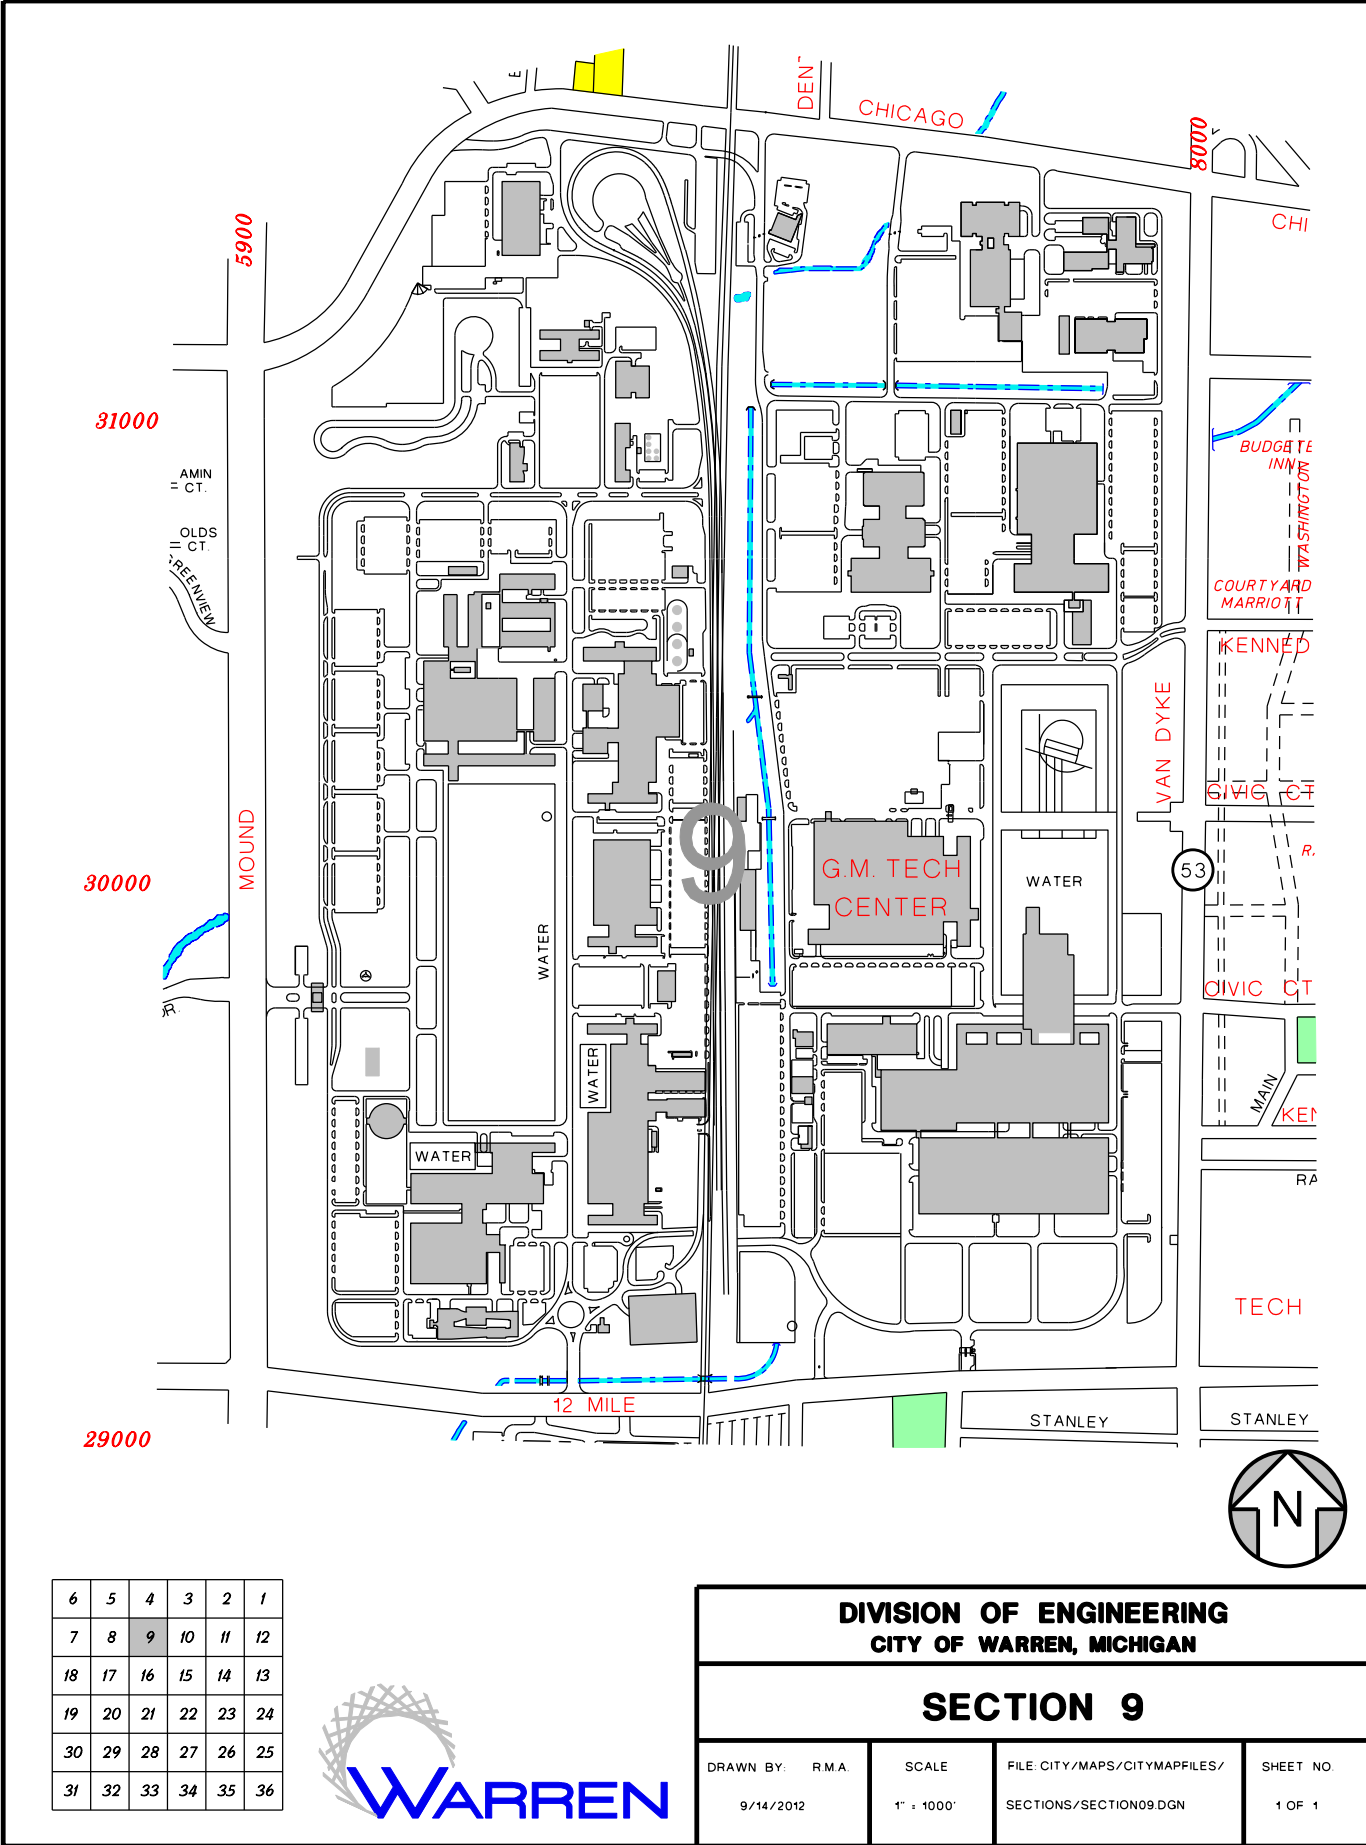 DEN
CHICAGO
8000
CHI
5900
31000
AMIN
CT.
OLDS
CT.
GREENVIEW
BUDGETE
INN
WASHINGTON
COURTYARD
MARRIOTT
KENNED
VAN DYKE
CIVIC CT
MOUND
9
G.M. TECH
CENTER
WATER
53
R.
30000
WATER
CIVIC CT
DR.
WATER
MAIN
KEN
WATER
RA
TECH
12 MILE
STANLEY
STANLEY
29000
N
6 5 4 3 2 1
7 8 9 10 11 12
18 17 16 15 14 13
19 20 21 22 23 24
30 29 28 27 26 25
31 32 33 34 35 36
WARREN
DIVISION OF ENGINEERING
CITY OF WARREN, MICHIGAN
SECTION 9
DRAWN BY: R.M.A.
9/14/2012
SCALE
1" = 1000'
FILE: CITY/MAPS/CITYMAPFILES/
SECTIONS/SECTION09.DGN
SHEET NO.
1 OF 1